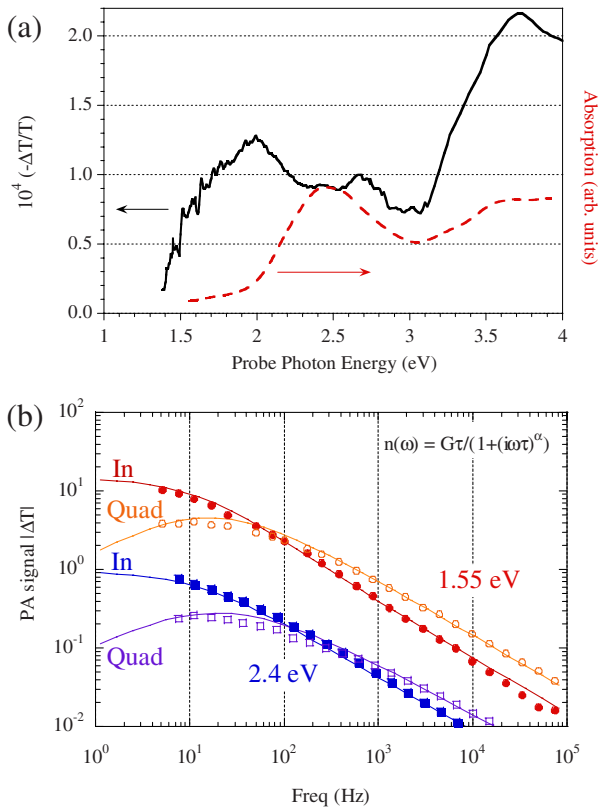 (a)
10⁴ (-ΔT/T)
2.0
1.5
1.0
0.5
0.0
Absorption (arb. units)
1 1.5 2 2.5 3 3.5 4
Probe Photon Energy (eV)
(b)
n(ω) = Gτ/(1+(iωτ)^α)
PA signal |ΔT|
10²
10¹
10⁰
10⁻¹
10⁻²
In
Quad
1.55 eV
In
Quad
2.4 eV
10⁰ 10¹ 10² 10³ 10⁴ 10⁵
Freq (Hz)